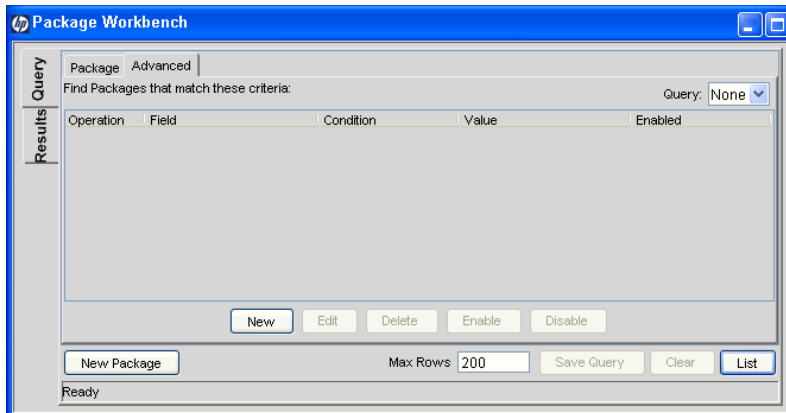 hp Package Workbench
Query
Results
Package Advanced
Find Packages that match these criteria:
Query: None
Operation Field Condition Value Enabled
New Edit Delete Enable Disable
New Package Max Rows 200 Save Query Clear List
Ready